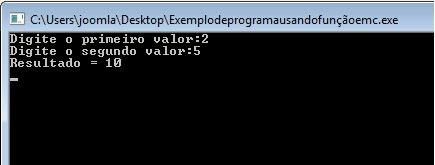 C:\Users\joomla\Desktop\Exemplodeprogramausandofunçãoemc.exe
Digite o primeiro valor:2
Digite o segundo valor:5
Resultado = 10